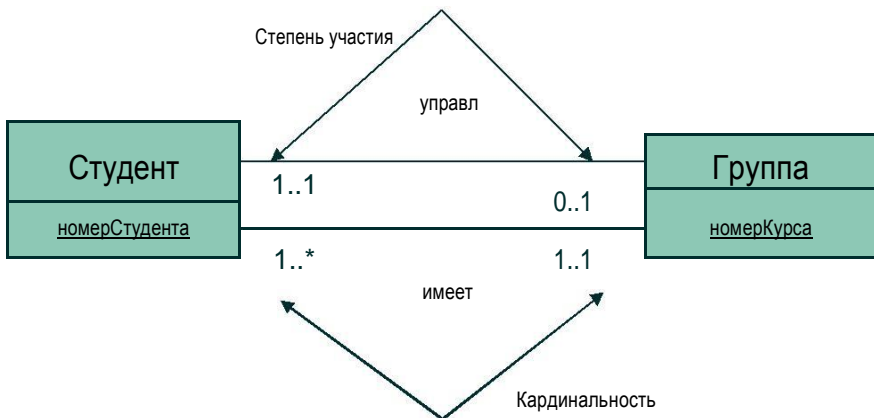 Степень участия
управл
Студент
Группа
1..1
0..1
номерСтудента
номерКурса
1..*
1..1
имеет
Кардинальность